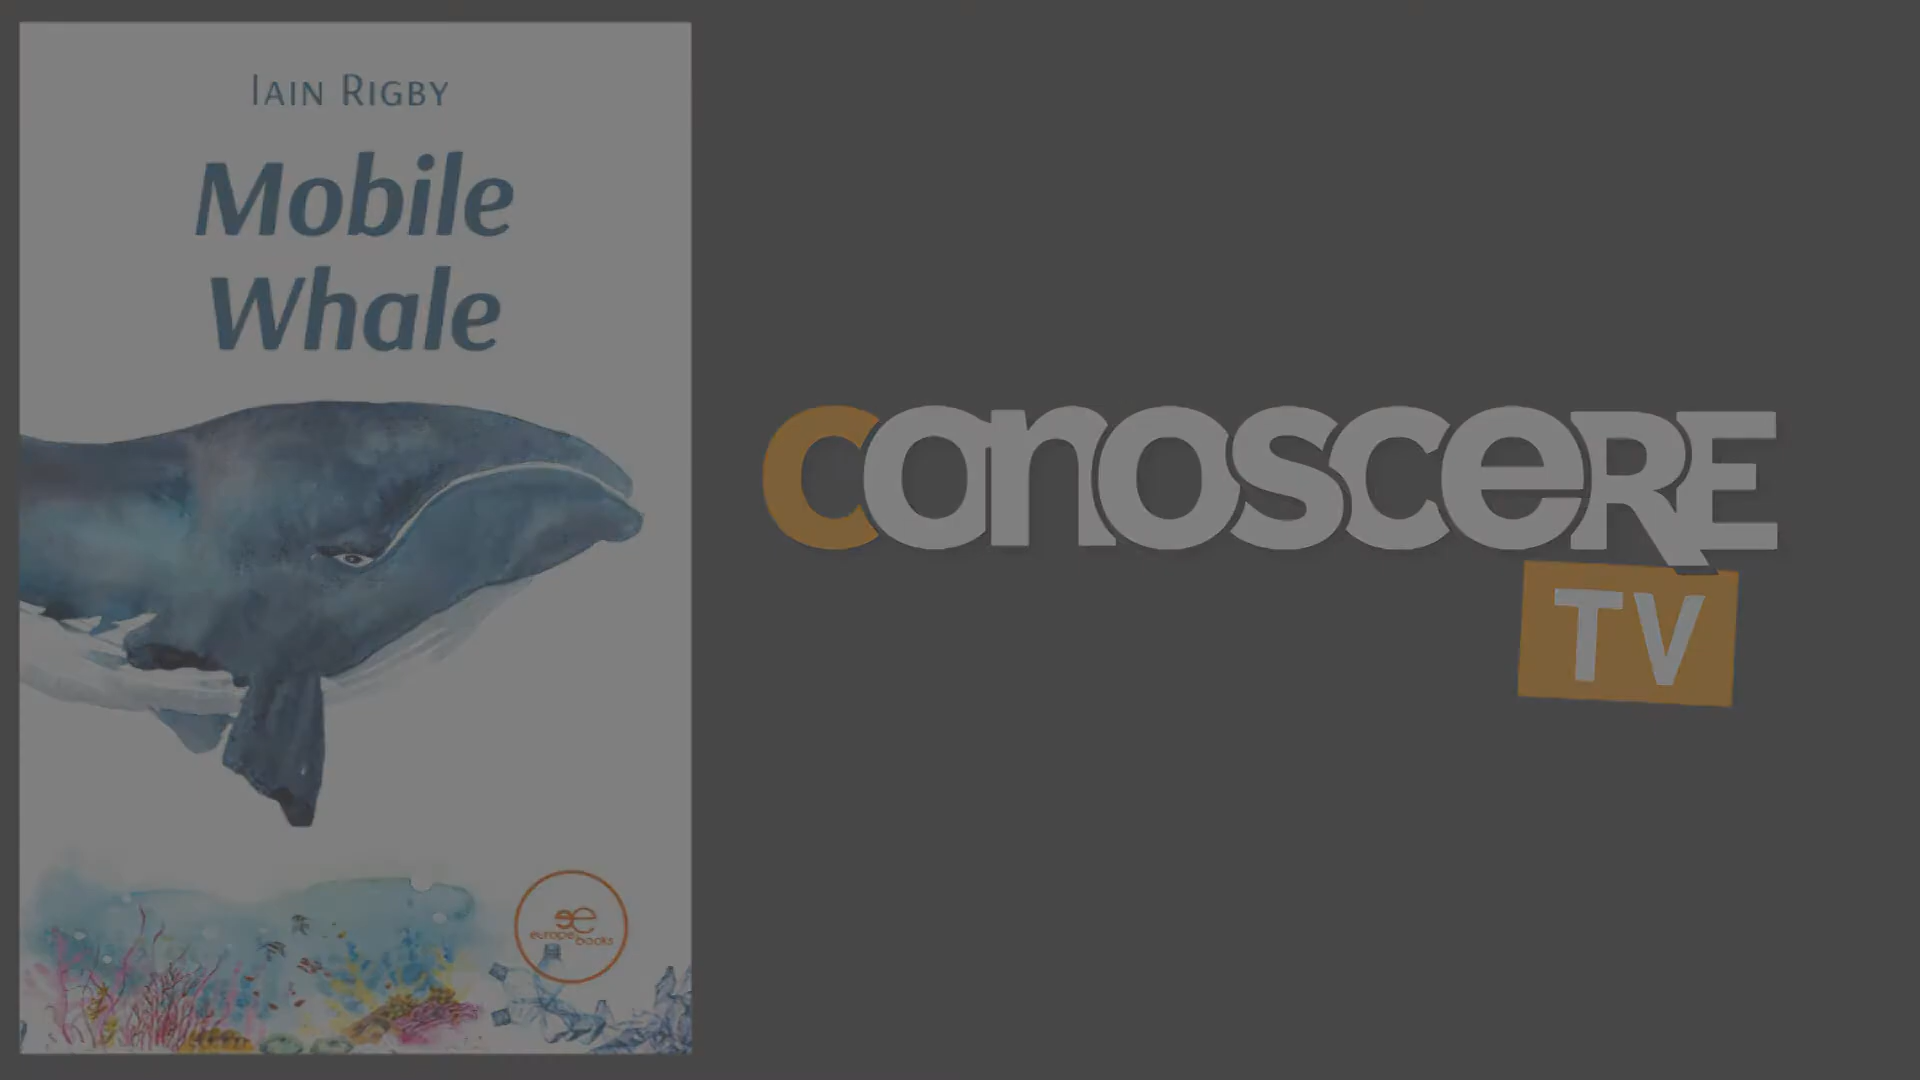 IAIN RIGBY
Mobile
Whale
europe books
CONOSCERE
TV